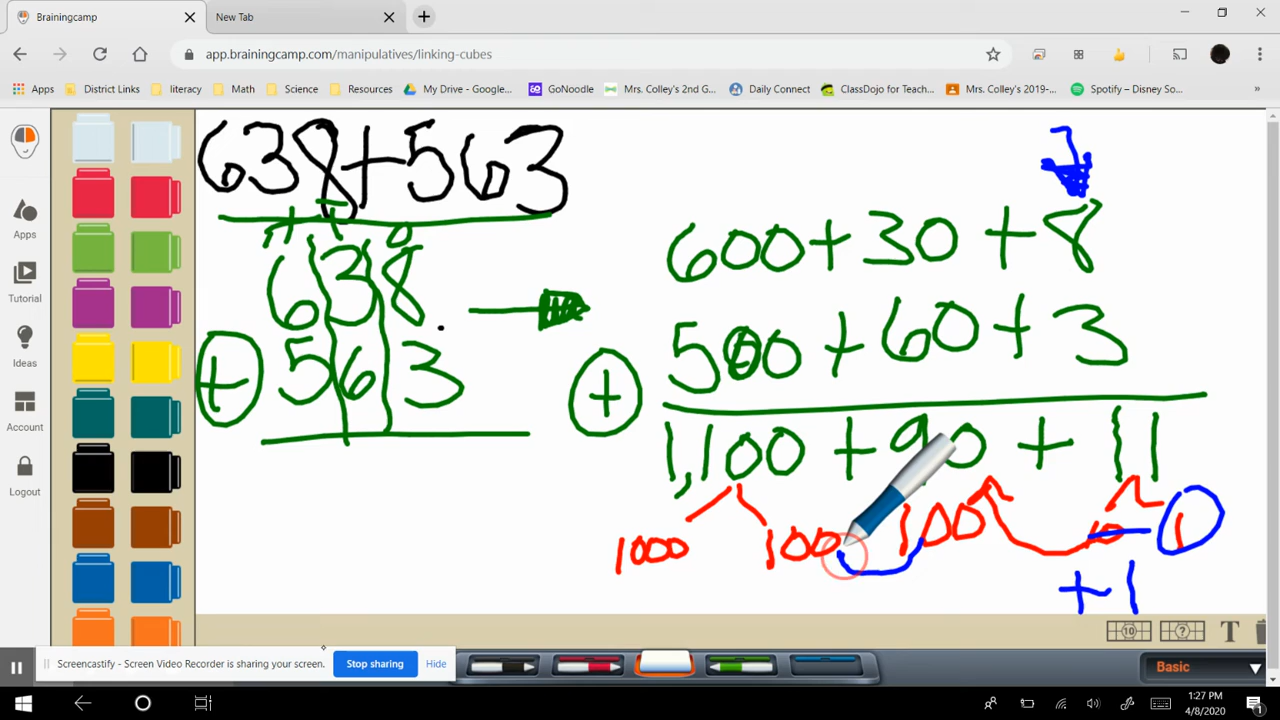 Brainingcamp
New Tab
app.brainingcamp.com/manipulatives/linking-cubes
Apps District Links literacy Math Science Resources My Drive - Google... GoNoodle Mrs. Colley's 2nd G... Daily Connect ClassDojo for Teach... Mrs. Colley's 2019-... Spotify – Disney So... »
Apps
Tutorial
Ideas
Account
Logout
638+563
638
+ 563
600+30+8
500+60+3
+
1,100+90+11
1000 100 100 10 1
+1
10 ? T
Screencastify - Screen Video Recorder is sharing your screen. Stop sharing Hide
Basic
1:27 PM
4/8/2020
1